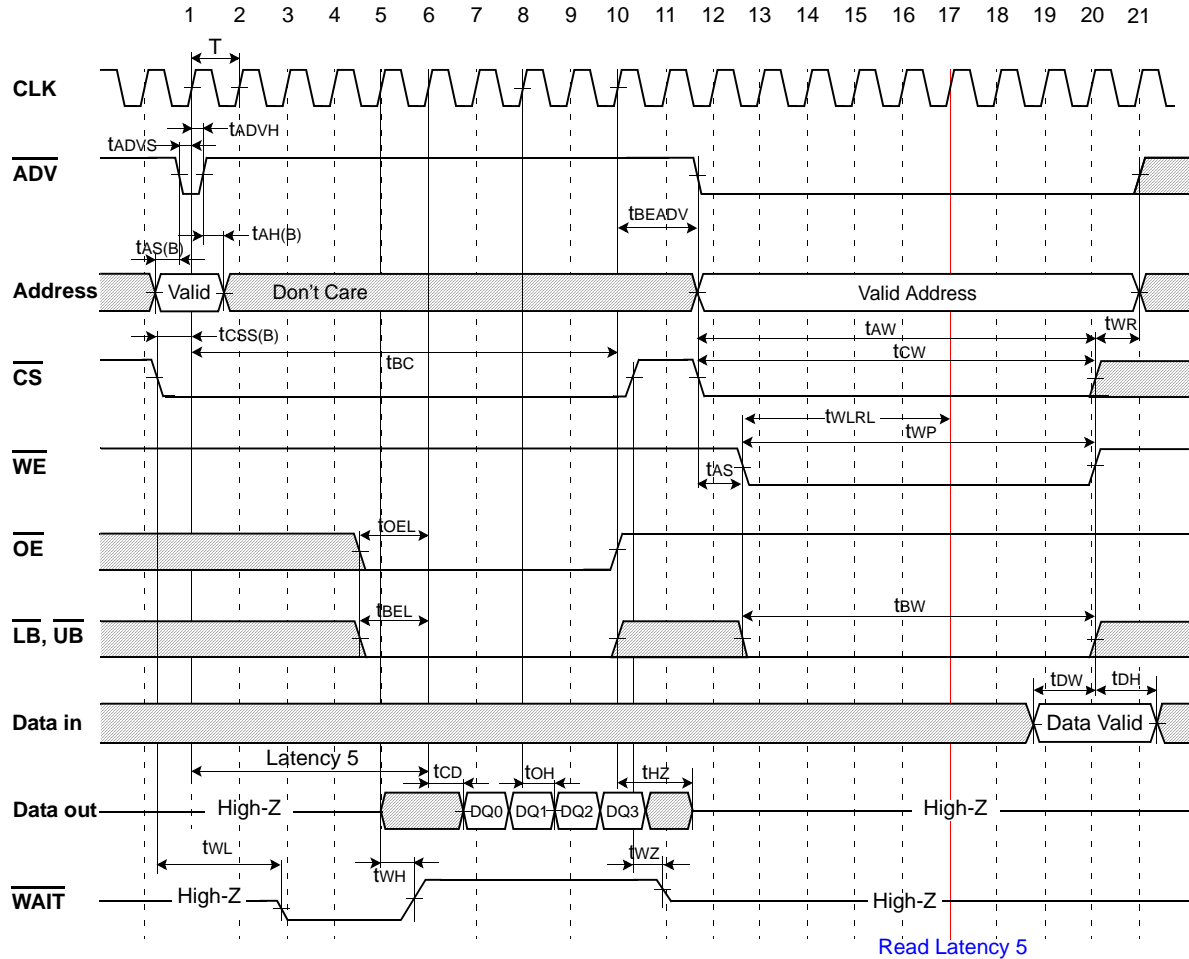 1 2 3 4 5 6 7 8 9 10 11 12 13 14 15 16 17 18 19 20 21
T
CLK
tADVH
tADVS
ADV
tBEADV
tAS(B) tAH(B)
Address Valid Don't Care Valid Address
tCSS(B) tAW tWR
tBC tCW
CS
tWLRL
tWP
WE
tAS
tOEL
OE
tBEL tBW
LB, UB
tDW tDH
Data in Data Valid
Latency 5
tCD tOH tHZ
Data out High-Z DQ0 DQ1 DQ2 DQ3 High-Z
tWL tWH tWZ
WAIT High-Z High-Z
Read Latency 5